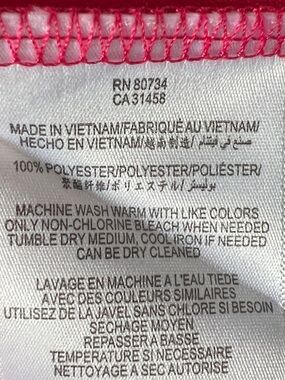 RN 80734
CA 31458
MADE IN VIETNAM/FABRIQUÉ AU VIETNAM/
HECHO EN VIETNAM/越南制造/صنع في فيتنام
100% POLYESTER/POLYESTER/POLIÉSTER/
聚酯纤维/ポリエステル/بوليستر
MACHINE WASH WARM WITH LIKE COLORS
ONLY NON-CHLORINE BLEACH WHEN NEEDED
TUMBLE DRY MEDIUM, COOL IRON IF NEEDED
CAN BE DRY CLEANED
LAVAGE EN MACHINE A L'EAU TIEDE
AVEC DES COULEURS SIMILAIRES
UTILISEZ DE LA JAVEL SANS CHLORE SI BESOIN
SECHAGE MOYEN
REPASSER A BASSE
TEMPERATURE SI NECESSAIRE
NETTOYAGE A SEC AUTORISE